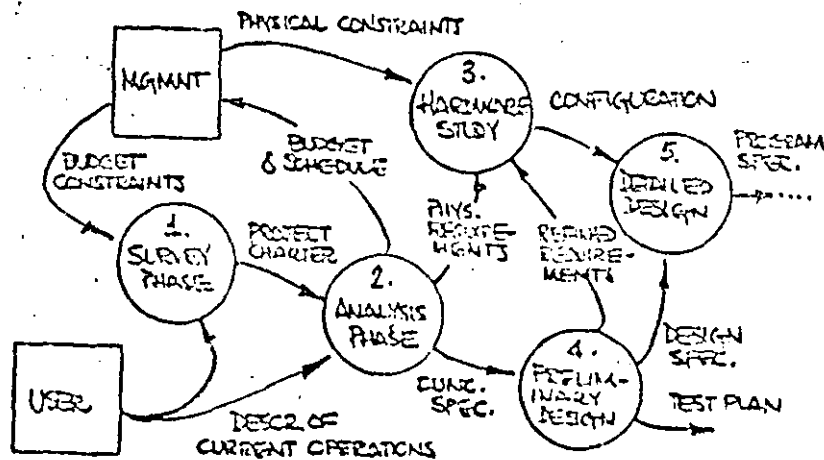 PHYSICAL CONSTRAINTS
MGMNT
3.
HARDWARE
STUDY
CONFIGURATION
PROGRAM
SPEC.
5.
DETAILED
DESIGN
BUDGET
& SCHEDULE
BUDGET
CONSTRAINTS
1.
SURVEY
PHASE
PROJECT
CHARTER
PHYS.
REQUIRE-
MENTS
REFINED
REQUIRE-
MENTS
2.
ANALYSIS
PHASE
USER
DESCR OF
CURRENT OPERATIONS
FUNC.
SPEC.
4.
PRELIM-
INARY
DESIGN
DESIGN
SPEC.
TEST PLAN